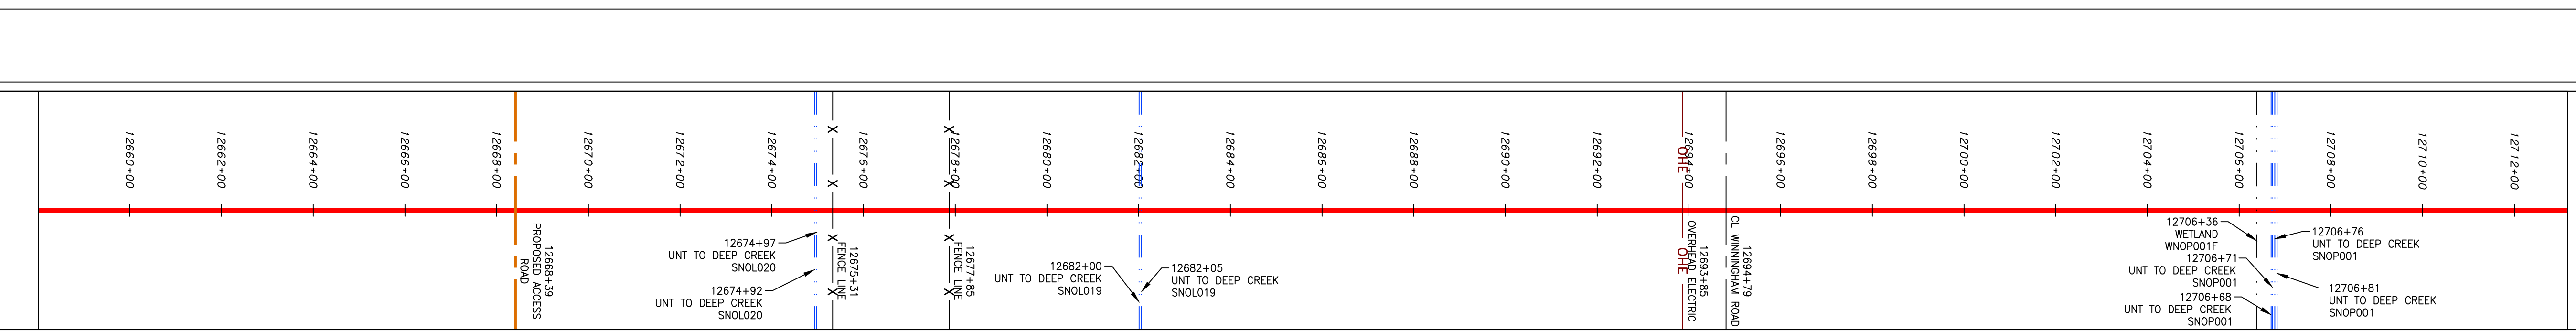 12660+00
12662+00
12664+00
12666+00
12668+00
12670+00
12672+00
12674+00
12676+00
12678+00
12680+00
12682+00
12684+00
12686+00
12688+00
12690+00
12692+00
12694+00
12696+00
12698+00
12700+00
12702+00
12704+00
12706+00
12708+00
12710+00
12712+00
12668+39
PROPOSED ACCESS
ROAD
12674+97
UNT TO DEEP CREEK
SNOL020
12674+92
UNT TO DEEP CREEK
SNOL020
12675+31
FENCE LINE
X
X
X
X
12677+85
FENCE LINE
X
X
X
X
12682+00
UNT TO DEEP CREEK
SNOL019
12682+05
UNT TO DEEP CREEK
SNOL019
OHE
OHE
12693+85
OVERHEAD ELECTRIC
12694+79
CL WINNINGHAM ROAD
12706+36
WETLAND
WNOP001F
12706+71
UNT TO DEEP CREEK
SNOP001
12706+68
UNT TO DEEP CREEK
SNOP001
12706+76
UNT TO DEEP CREEK
SNOP001
12706+81
UNT TO DEEP CREEK
SNOP001